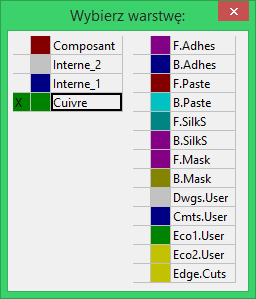 Wybierz warstwę:
Composant
Interne_2
Interne_1
X Cuivre
F.Adhes
B.Adhes
F.Paste
B.Paste
F.SilkS
B.SilkS
F.Mask
B.Mask
Dwgs.User
Cmts.User
Eco1.User
Eco2.User
Edge.Cuts